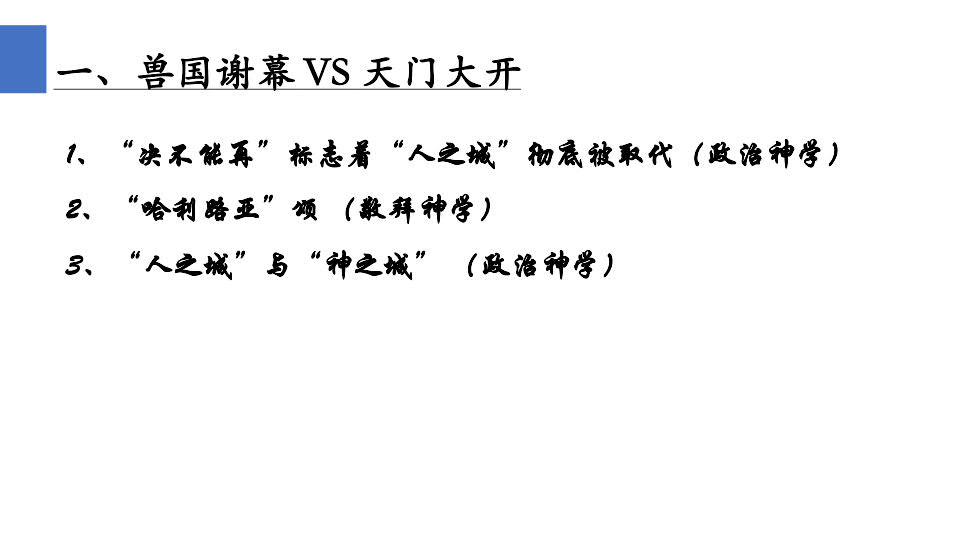 一、兽国谢幕 VS 天门大开
1、“决不能再”标志着“人之城”彻底被取代（政治神学）
2、“哈利路亚”颂（敬拜神学）
3、“人之城”与“神之城”（政治神学）